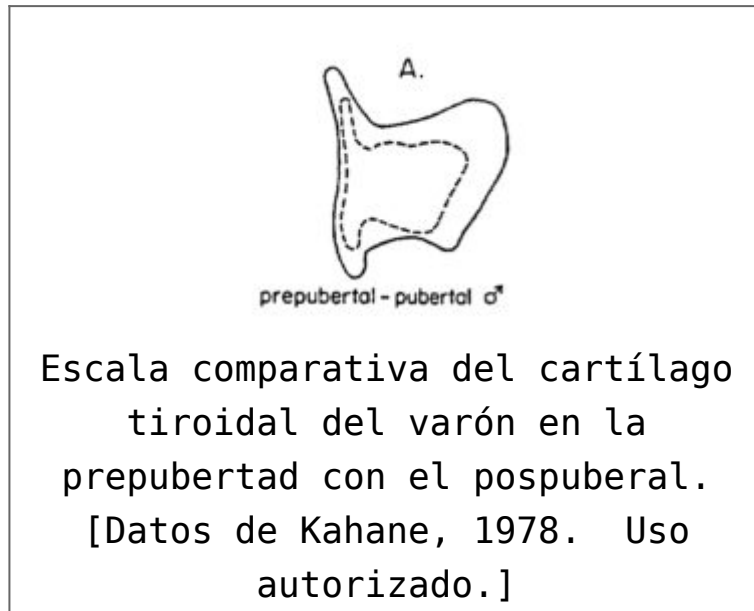 A.
prepubertal - pubertal ♂
Escala comparativa del cartílago
tiroidal del varón en la
prepubertad con el pospuberal.
[Datos de Kahane, 1978. Uso
autorizado.]